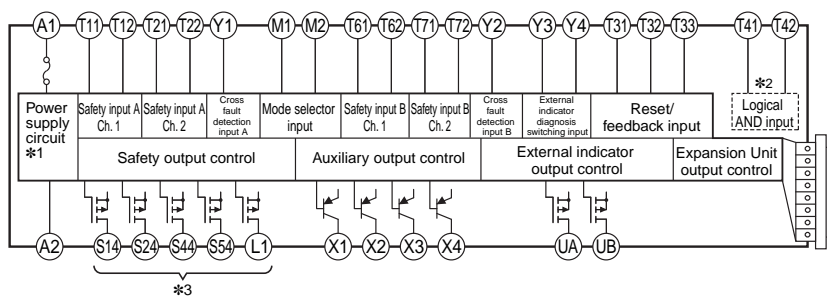 A1 T11 T12 T21 T22 Y1 M1 M2 T61 T62 T71 T72 Y2 Y3 Y4 T31 T32 T33 T41 T42
✻2
Power
supply
circuit
✻1
Safety input A
Ch. 1
Safety input A
Ch. 2
Cross
fault
detection
input A
Mode selector
input
Safety input B
Ch. 1
Safety input B
Ch. 2
Cross
fault
detection
input B
External
indicator
diagnosis
switching input
Reset/
feedback input
Logical
AND input
Safety output control
Auxiliary output control
External indicator
output control
Expansion Unit
output control
A2 S14 S24 S44 S54 L1 X1 X2 X3 X4 UA UB
✻3